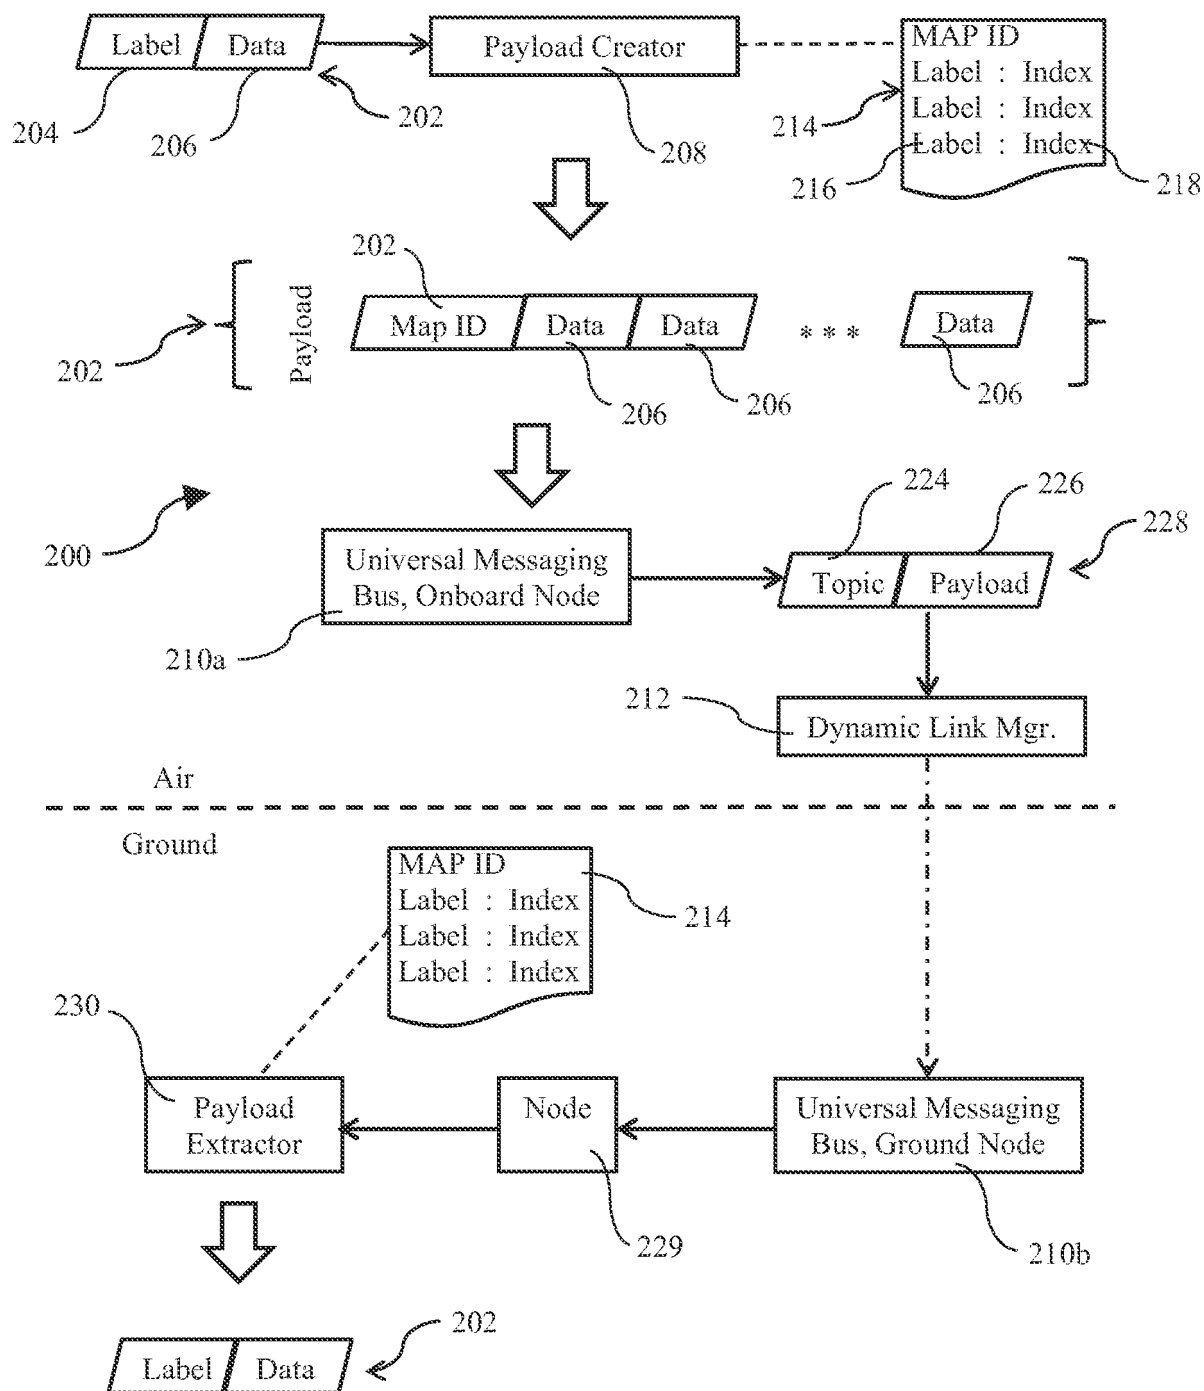 Label Data
Payload Creator
MAP ID
Label : Index
Label : Index
Label : Index
204
206
202
208
214
216
218
202
202
Payload
Map ID Data Data * * * Data
206
206
206
200
224
226
228
Universal Messaging
Bus, Onboard Node
Topic Payload
210a
212
Dynamic Link Mgr.
Air
Ground
MAP ID
Label : Index
Label : Index
Label : Index
214
230
Payload
Extractor
Node
Universal Messaging
Bus, Ground Node
229
210b
Label Data
202